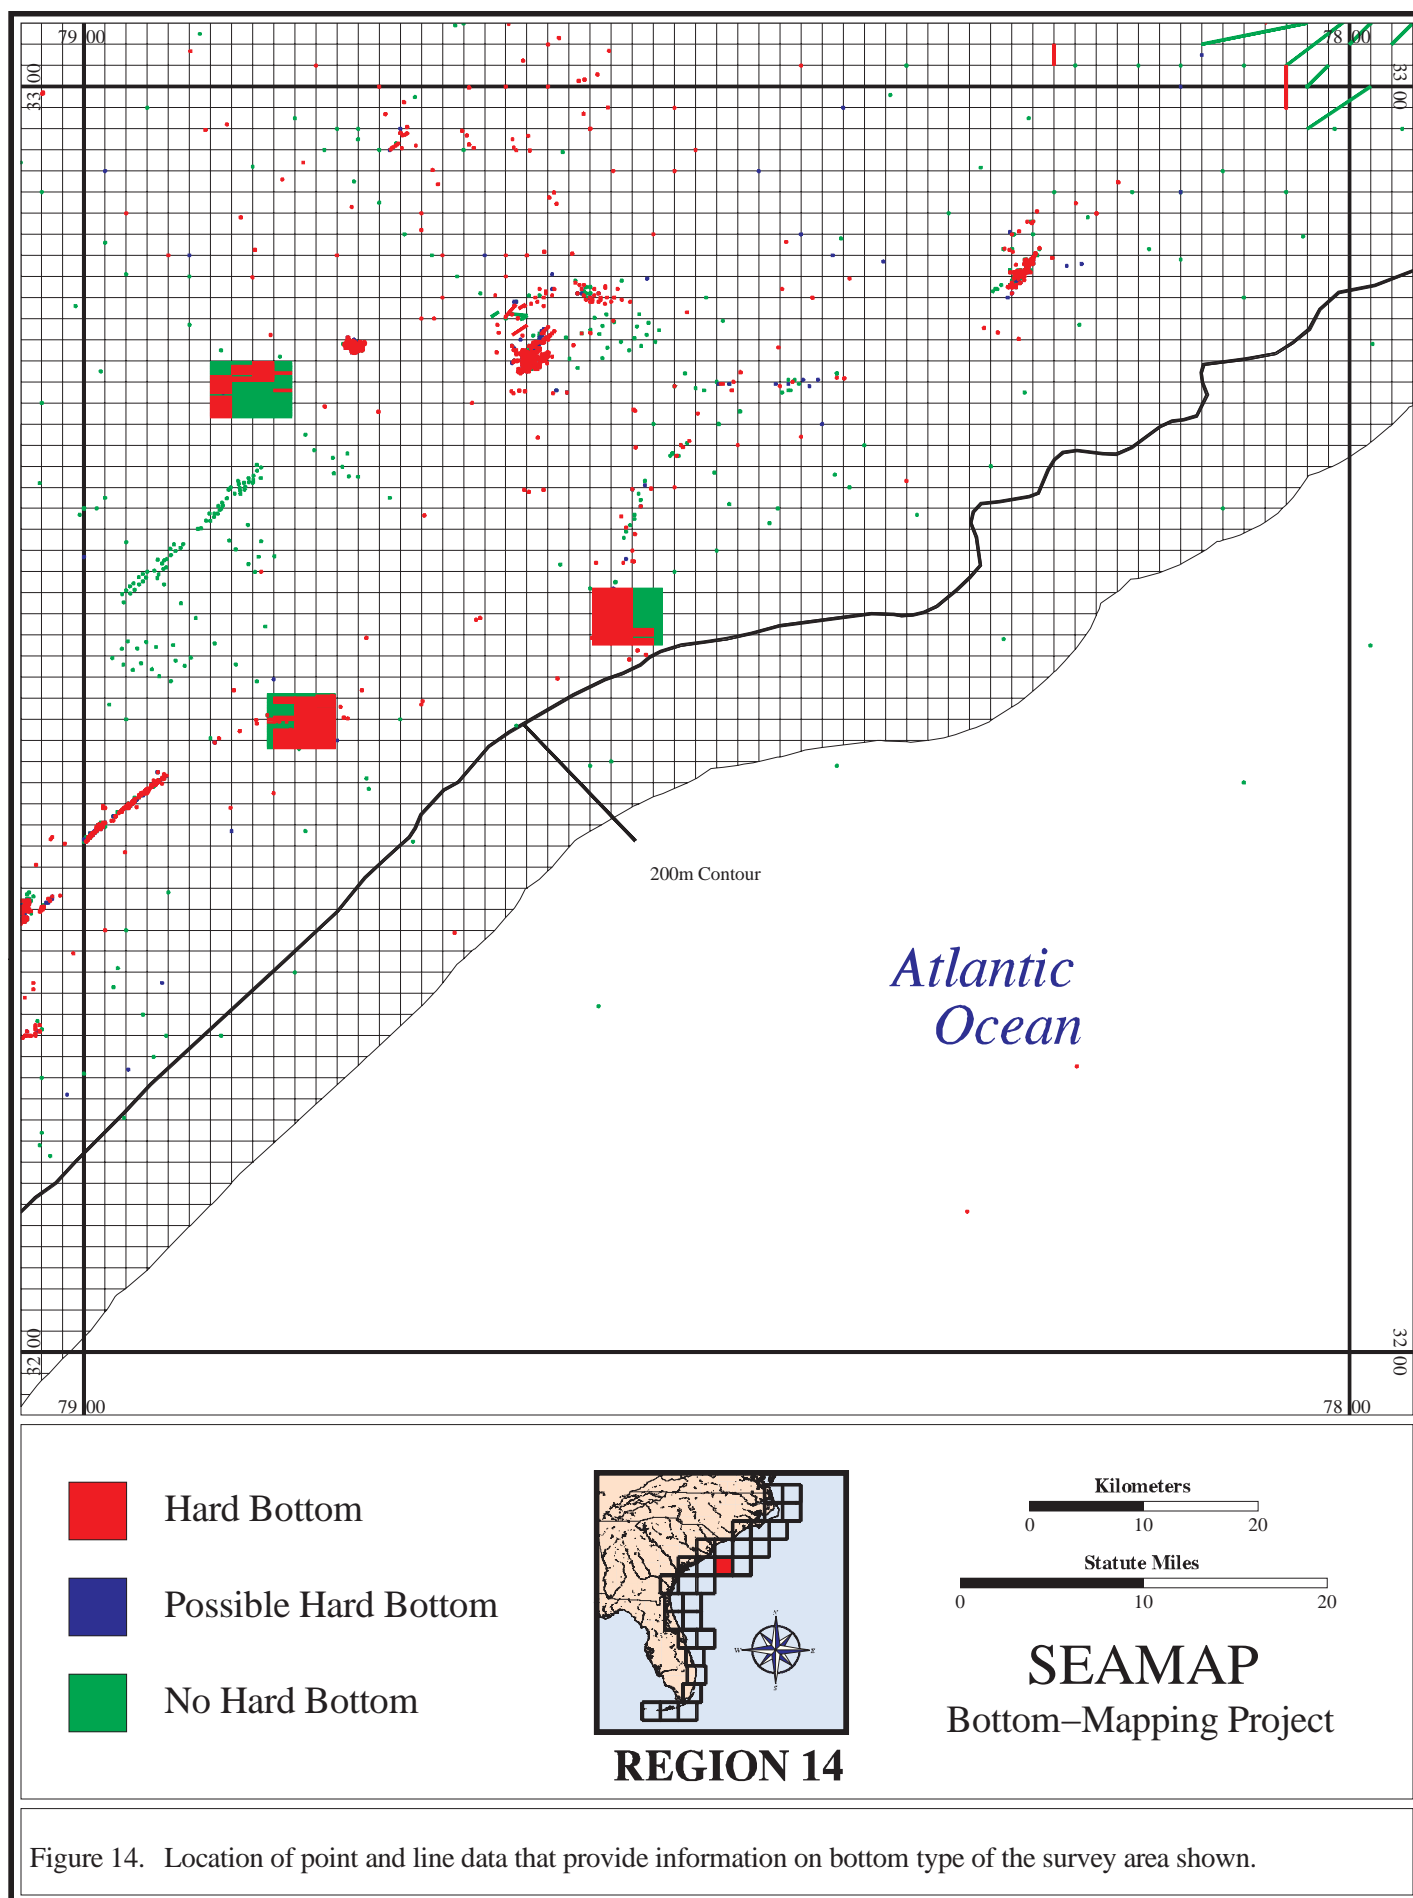 79 00
78 00
33 00
33 00
200m Contour
Atlantic
Ocean
32 00
32 00
79 00
78 00
Hard Bottom
Possible Hard Bottom
No Hard Bottom
N
W
E
S
REGION 14
Kilometers
0 10 20
Statute Miles
0 10 20
SEAMAP
Bottom–Mapping Project
Figure 14. Location of point and line data that provide information on bottom type of the survey area shown.